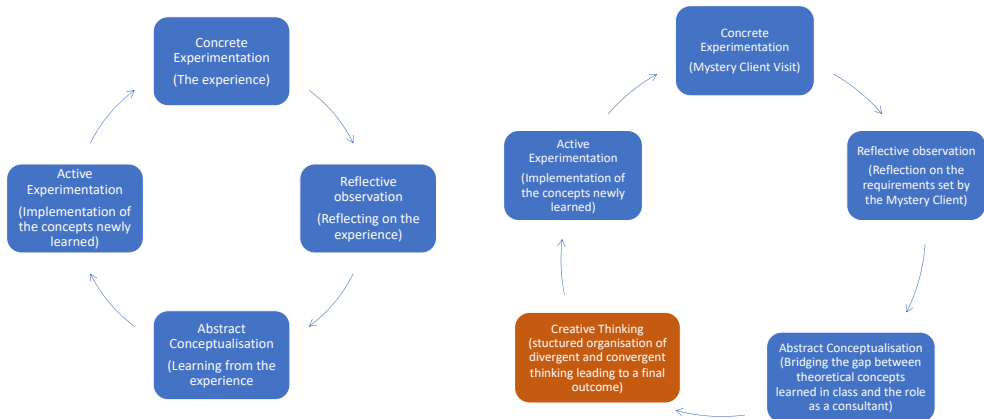 Concrete
Experimentation
(The experience)
Reflective
observation
(Reflecting on the
experience)
Abstract
Conceptualisation
(Learning from the
experience
Active
Experimentation
(Implementation of
the concepts newly
learned)
Concrete
Experimentation
(Mystery Client Visit)
Reflective observation
(Reflection on the
requirements set by
the Mystery Client)
Abstract Conceptualisation
(Bridging the gap between
theoretical concepts
learned in class and the role
as a consultant)
Creative Thinking
(stuctured organisation of
divergent and convergent
thinking leading to a final
outcome)
Active
Experimentation
(Implementation of
the concepts newly
learned)